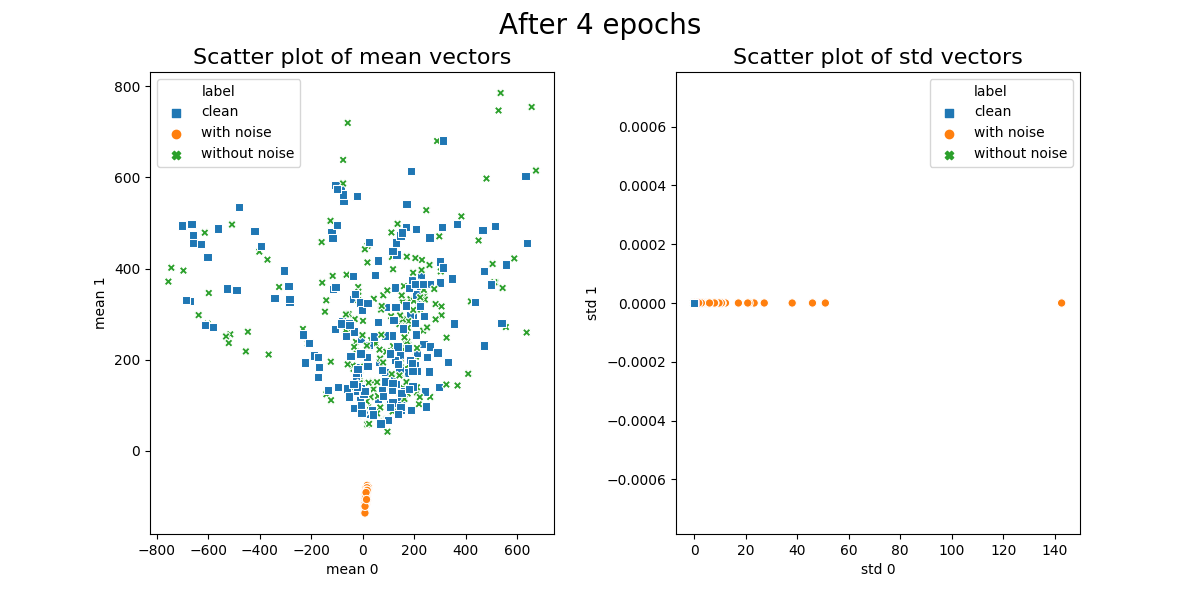 After 4 epochs
Scatter plot of mean vectors
label
clean
with noise
without noise
800
600
400
200
0
mean 1
−800
−600
−400
−200
0
200
400
600
mean 0
Scatter plot of std vectors
label
clean
with noise
without noise
0.0006
0.0004
0.0002
0.0000
−0.0002
−0.0004
−0.0006
std 1
0
20
40
60
80
100
120
140
std 0